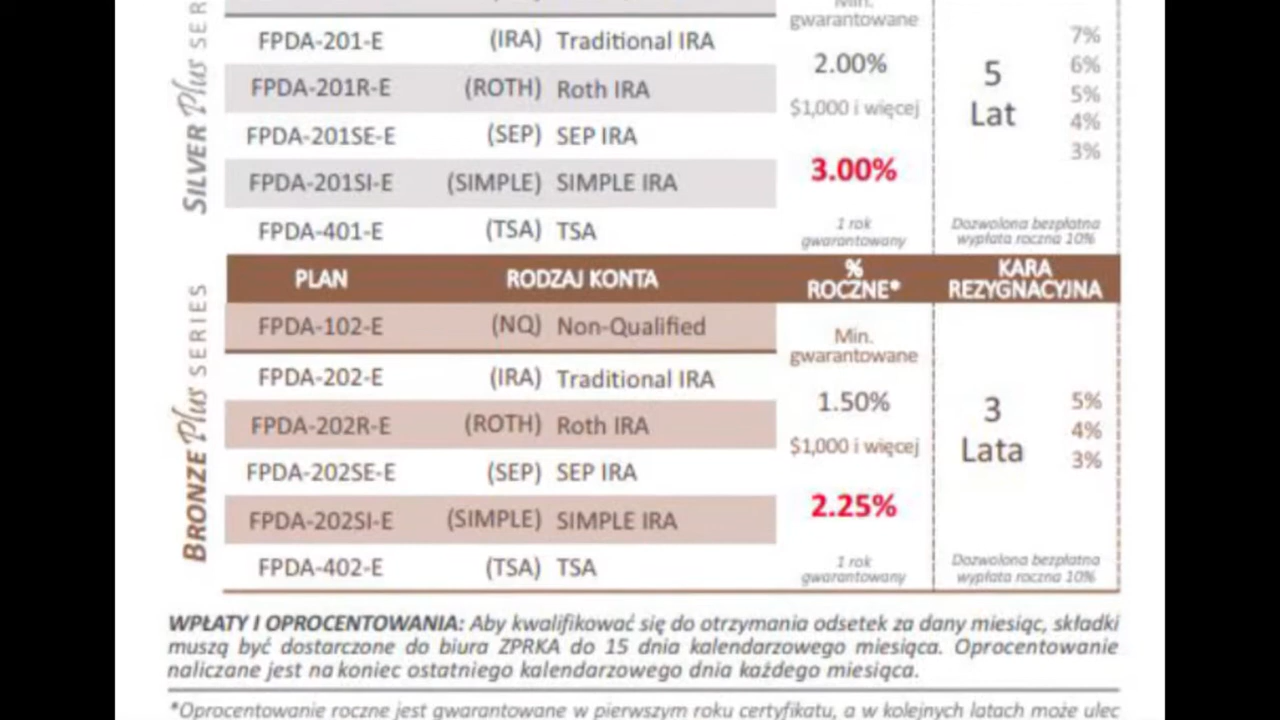 Min.
gwarantowane
SILVER Plus SER
FPDA-201-E (IRA) Traditional IRA
2.00%
7%
FPDA-201R-E (ROTH) Roth IRA
$1,000 i więcej
5
Lat
6%
5%
FPDA-201SE-E (SEP) SEP IRA
4%
3%
FPDA-201SI-E (SIMPLE) SIMPLE IRA
3.00%
FPDA-401-E (TSA) TSA
1 rok
gwarantowany
Dozwolona bezpłatna
wypłata roczna 10%
BRONZE Plus SERIES
PLAN RODZAJ KONTA
%
ROCZNE*
KARA
REZYGNACYJNA
FPDA-102-E (NQ) Non-Qualified
Min.
gwarantowane
FPDA-202-E (IRA) Traditional IRA
1.50%
FPDA-202R-E (ROTH) Roth IRA
$1,000 i więcej
3
Lata
5%
4%
3%
FPDA-202SE-E (SEP) SEP IRA
FPDA-202SI-E (SIMPLE) SIMPLE IRA
2.25%
FPDA-402-E (TSA) TSA
1 rok
gwarantowany
Dozwolona bezpłatna
wypłata roczna 10%
WPŁATY I OPROCENTOWANIA: Aby kwalifikować się do otrzymania odsetek za dany miesiąc, składki
muszą być dostarczone do biura ZPRKA do 15 dnia kalendarzowego miesiąca. Oprocentowanie
naliczane jest na koniec ostatniego kalendarzowego dnia każdego miesiąca.
*Oprocentowanie roczne jest gwarantowane w pierwszym roku certyfikatu, a w kolejnych latach może ulec